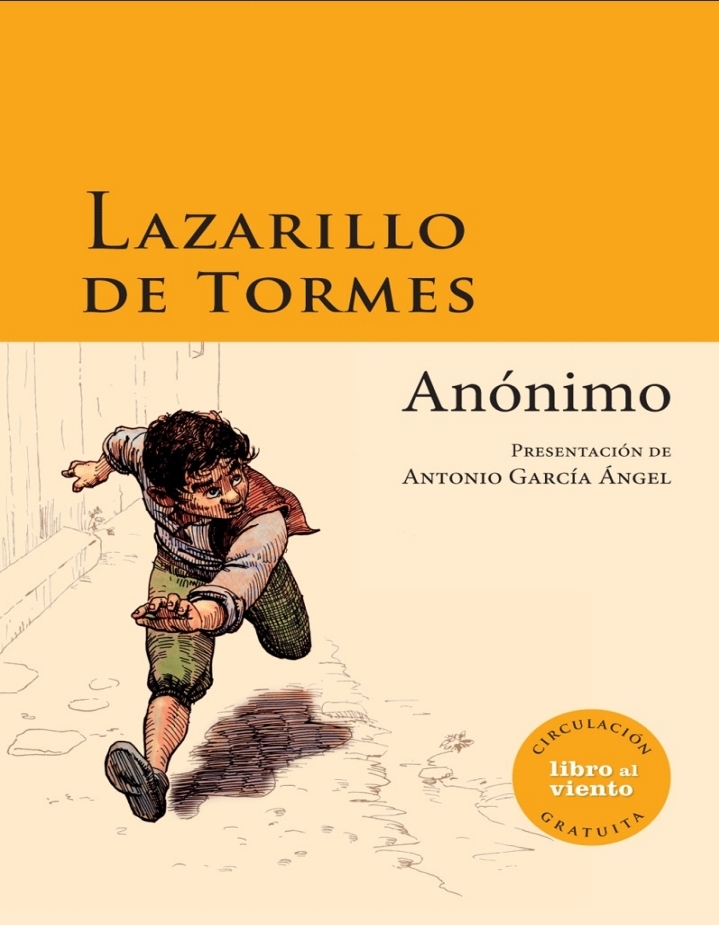 LAZARILLO
DE TORMES
Anónimo
PRESENTACIÓN DE
ANTONIO GARCÍA ÁNGEL
CIRCULACIÓN
libro al
viento
GRATUITA